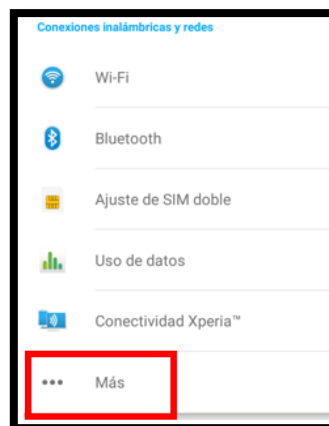 Conexiones inalámbricas y redes
Wi-Fi
Bluetooth
Ajuste de SIM doble
Uso de datos
Conectividad Xperia™
Más